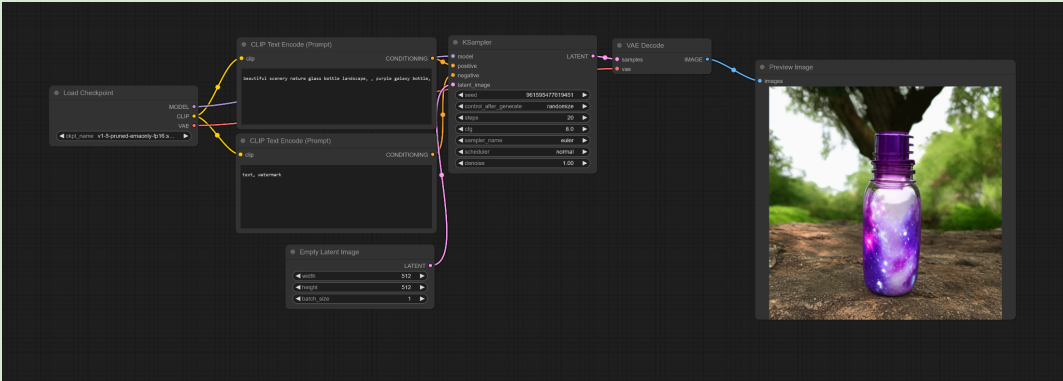 Load Checkpoint
MODEL
CLIP
VAE
ckpt_name v1-5-pruned-emaonly-fp16.s...
CLIP Text Encode (Prompt)
clip
CONDITIONING
beautiful scenery nature glass bottle landscape, , purple galaxy bottle,
CLIP Text Encode (Prompt)
clip
CONDITIONING
text, watermark
Empty Latent Image
LATENT
width 512
height 512
batch_size 1
KSampler
model LATENT
positive
negative
latent_image
seed 961595477619451
control_after_generate randomize
steps 20
cfg 8.0
sampler_name euler
scheduler normal
denoise 1.00
VAE Decode
samples IMAGE
vae
Preview Image
images